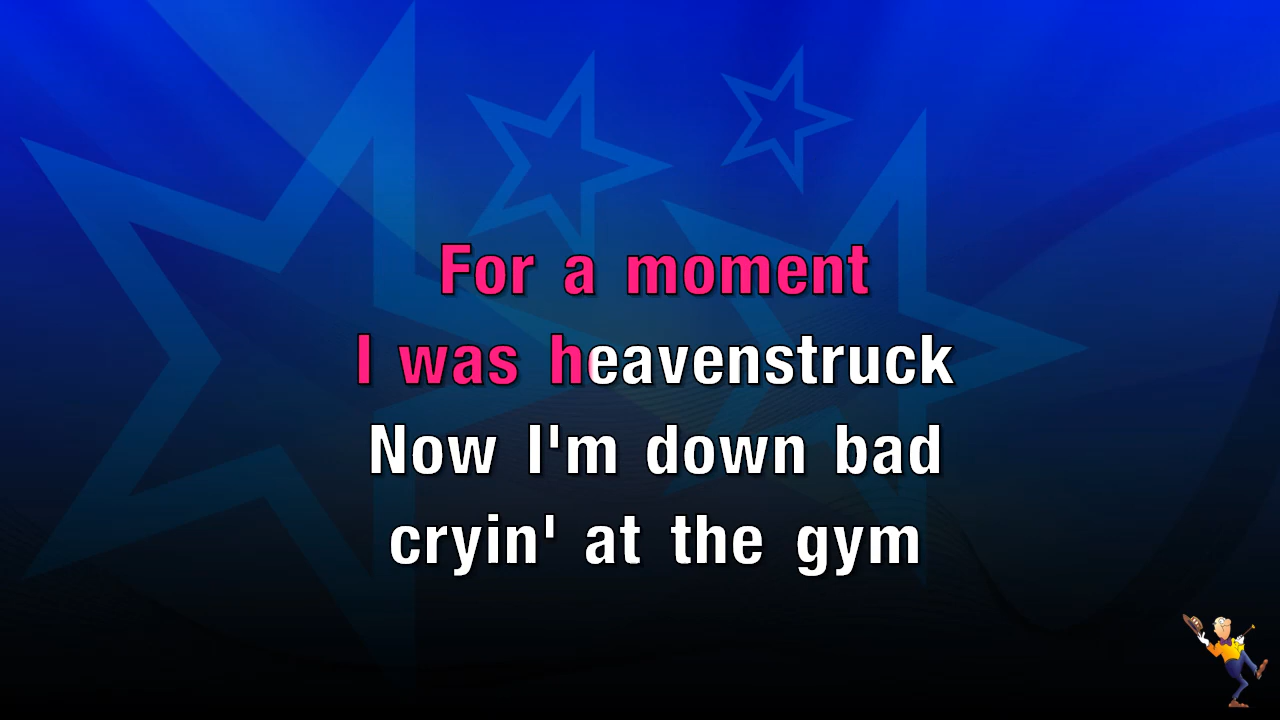 For a moment
I was heavenstruck
Now I'm down bad
cryin' at the gym